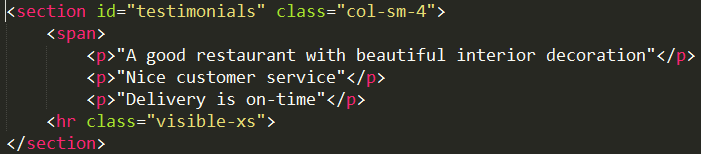 <section id="testimonials" class="col-sm-4">
<span>
<p>"A good restaurant with beautiful interior decoration"</p>
<p>"Nice customer service"</p>
<p>"Delivery is on-time"</p>
<hr class="visible-xs">
</section>